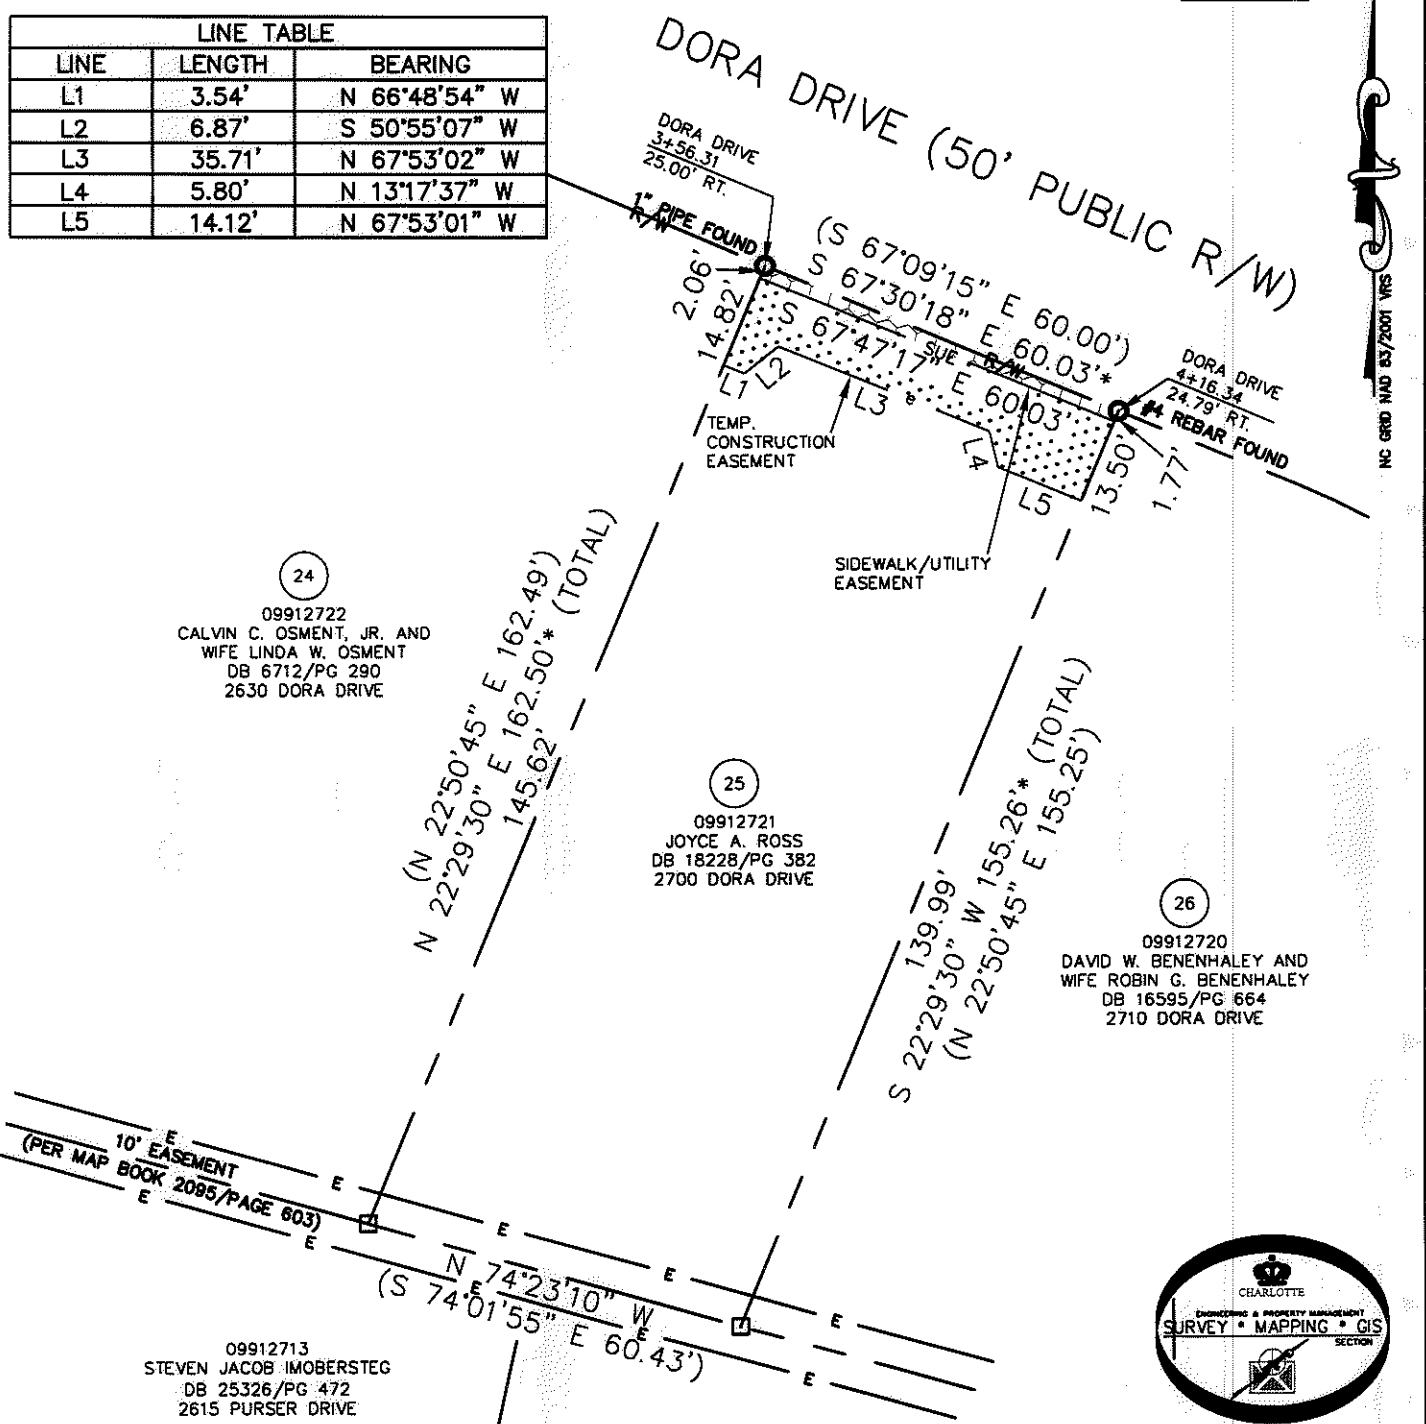 LINE TABLE
LINE LENGTH BEARING
L1 3.54' N 66°48'54" W
L2 6.87' S 50°55'07" W
L3 35.71' N 67°53'02" W
L4 5.80' N 13°17'37" W
L5 14.12' N 67°53'01" W
DORA DRIVE (50' PUBLIC R/W)
DORA DRIVE
3+56.31
25.00' RT.
1" PIPE FOUND
R/W
(S 67°09'15" E 60.00')
S 67°30'18" E 60.03'*
S 67°47'17" E 60.03'
SUE
R/W
2.06'
14.82'
L1
L2
L3
e
L4
L5
DORA DRIVE
4+16.34
24.79' RT.
#4 REBAR FOUND
13.50'
1.77'
NC GRID NAD 83/2001 VRS
TEMP.
CONSTRUCTION
EASEMENT
SIDEWALK/UTILITY
EASEMENT
24
09912722
CALVIN C. OSMENT, JR. AND
WIFE LINDA W. OSMENT
DB 6712/PG 290
2630 DORA DRIVE
(N 22°50'45" E 162.49')
N 22°29'30" E 162.50'* (TOTAL)
145.62'
25
09912721
JOYCE A. ROSS
DB 18228/PG 382
2700 DORA DRIVE
139.99'
S 22°29'30" W 155.26'* (TOTAL)
(N 22°50'45" E 155.25')
26
09912720
DAVID W. BENENHALEY AND
WIFE ROBIN G. BENENHALEY
DB 16595/PG 664
2710 DORA DRIVE
E
10' EASEMENT
(PER MAP BOOK 2095/PAGE 603)
E
E
E
E
E
E
E
E
E
N 74°23'10" W
(S 74°01'55" E 60.43')
09912713
STEVEN JACOB IMOBERSTEG
DB 25326/PG 472
2615 PURSER DRIVE
CHARLOTTE
ENGINEERING & PROPERTY MANAGEMENT
SURVEY * MAPPING * GIS
SECTION